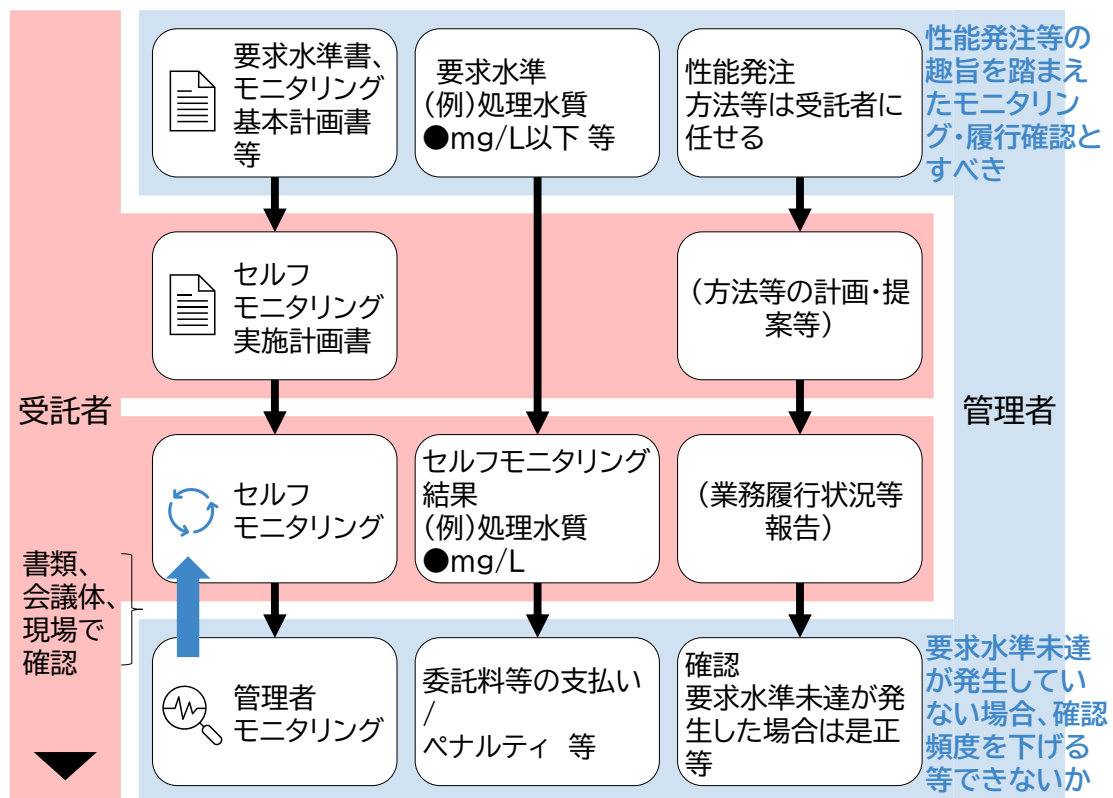 要求水準書、
モニタリング
基本計画書
等
要求水準
(例)処理水質
●mg/L以下 等
性能発注
方法等は受託者に
任せる
性能発注等の
趣旨を踏まえ
たモニタリン
グ・履行確認と
すべき
セルフ
モニタリング
実施計画書
(方法等の計画・提
案等)
受託者
管理者
セルフ
モニタリング
セルフモニタリング
結果
(例)処理水質
●mg/L
(業務履行状況等
報告)
書類、
会議体、
現場で
確認
管理者
モニタリング
委託料等の支払い
/
ペナルティ 等
確認
要求水準未達が発
生した場合は是正
等
要求水準未達
が発生してい
ない場合、確認
頻度を下げる
等できないか